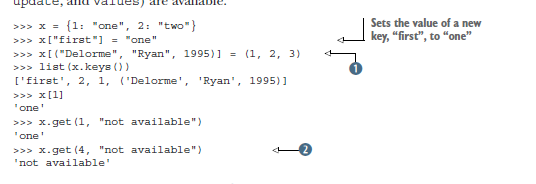 update, and values) are available.
>>> x = {1: "one", 2: "two"}
>>> x["first"] = "one"
>>> x[("Delorme", "Ryan", 1995)] = (1, 2, 3)
>>> list(x.keys())
['first', 2, 1, ('Delorme', 'Ryan', 1995)]
>>> x[1]
'one'
>>> x.get(1, "not available")
'one'
>>> x.get(4, "not available")
'not available'
Sets the value of a new
key, “first”, to “one”
1
2